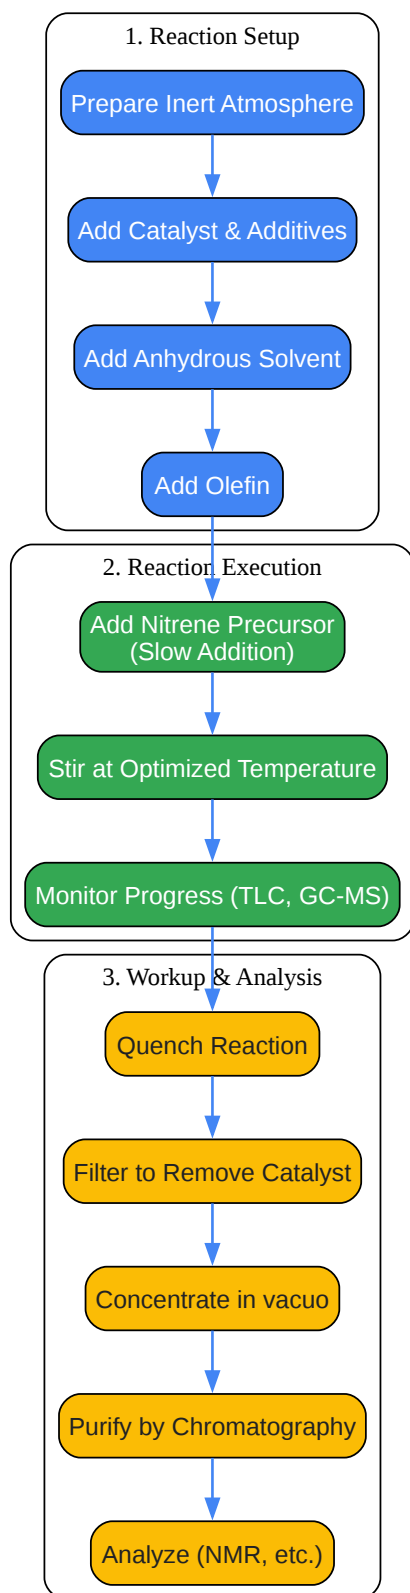 1. Reaction Setup
Prepare Inert Atmosphere
Add Catalyst & Additives
Add Anhydrous Solvent
Add Olefin
2. Reaction Execution
Add Nitrene Precursor
(Slow Addition)
Stir at Optimized Temperature
Monitor Progress (TLC, GC-MS)
3. Workup & Analysis
Quench Reaction
Filter to Remove Catalyst
Concentrate in vacuo
Purify by Chromatography
Analyze (NMR, etc.)